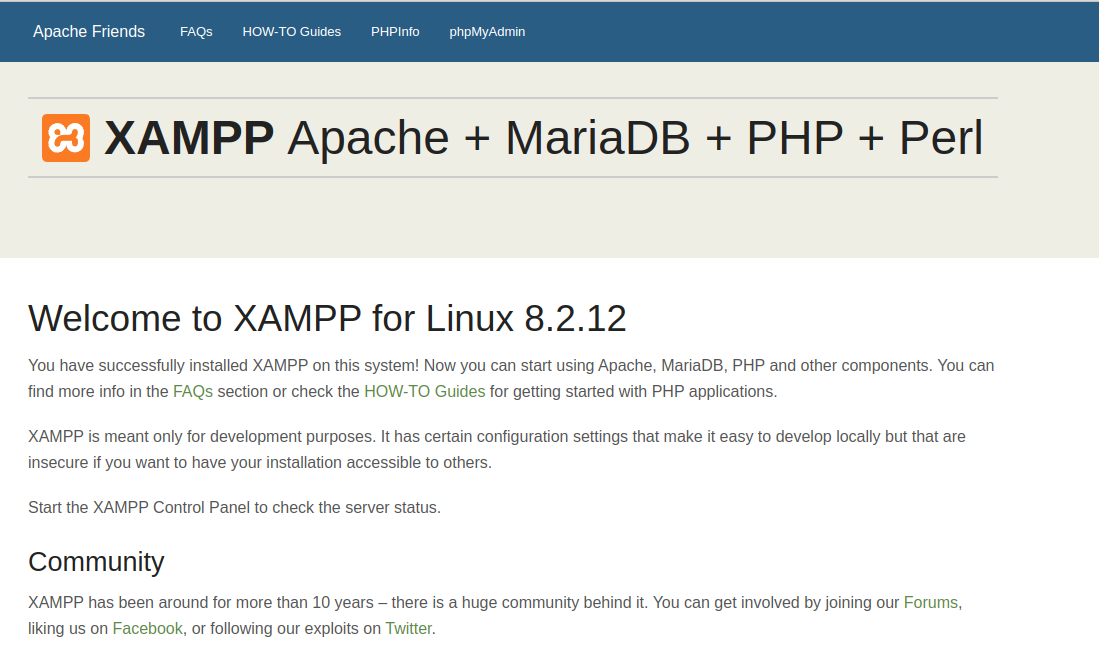 Apache Friends FAQs HOW-TO Guides PHPInfo phpMyAdmin
XAMPP Apache + MariaDB + PHP + Perl
Welcome to XAMPP for Linux 8.2.12
You have successfully installed XAMPP on this system! Now you can start using Apache, MariaDB, PHP and other components. You can
find more info in the FAQs section or check the HOW-TO Guides for getting started with PHP applications.
XAMPP is meant only for development purposes. It has certain configuration settings that make it easy to develop locally but that are
insecure if you want to have your installation accessible to others.
Start the XAMPP Control Panel to check the server status.
Community
XAMPP has been around for more than 10 years – there is a huge community behind it. You can get involved by joining our Forums,
liking us on Facebook, or following our exploits on Twitter.